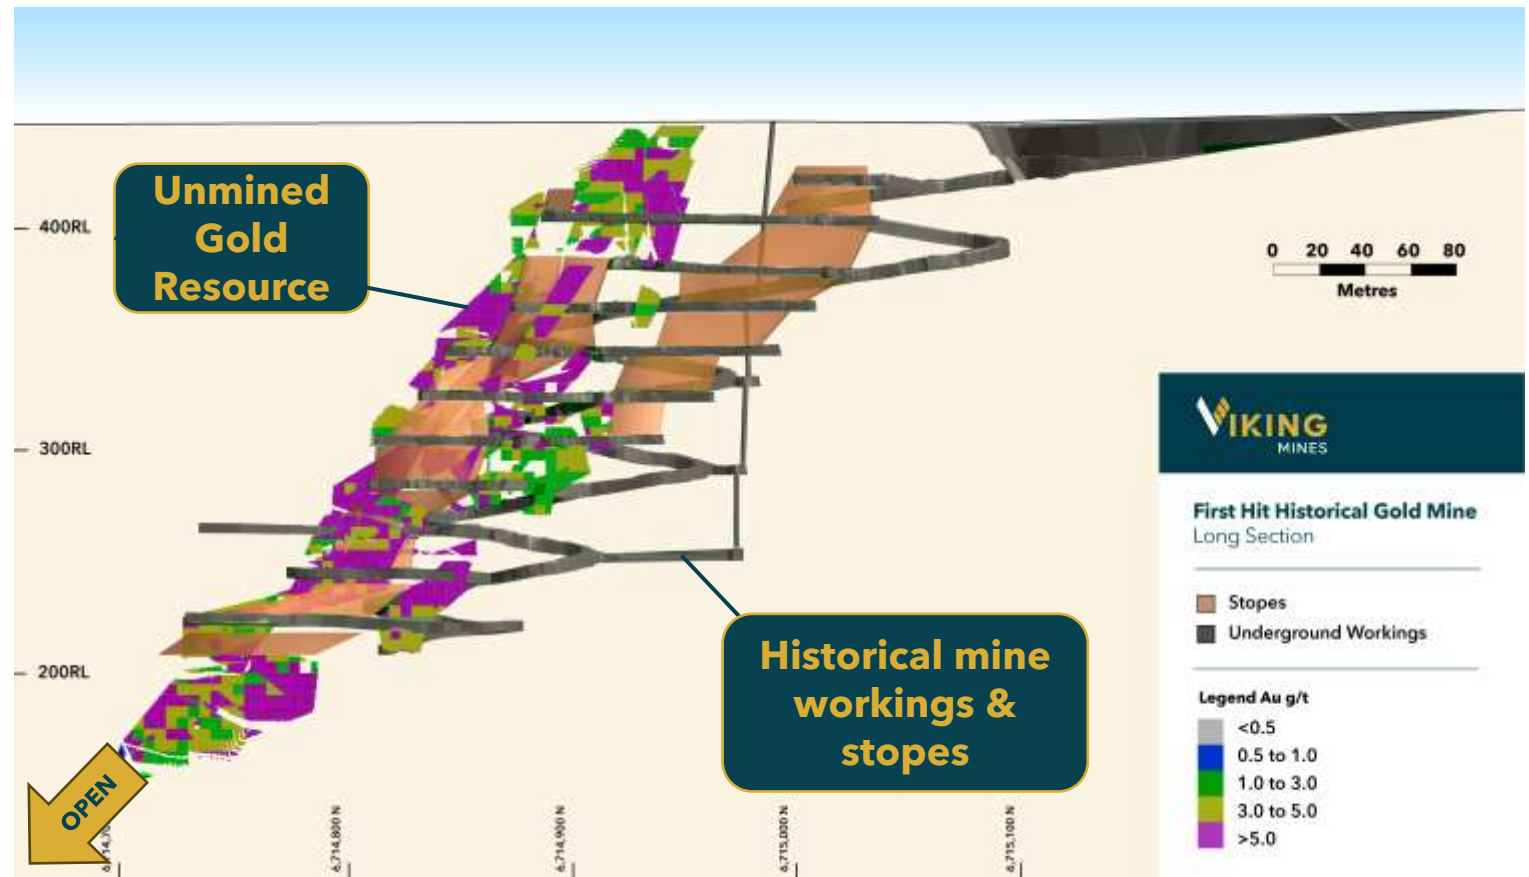 Unmined
Gold
Resource
400RL
300RL
200RL
0 20 40 60 80
Metres
VIKING
MINES
First Hit Historical Gold Mine
Long Section
Stopes
Underground Workings
Legend Au g/t
<0.5
0.5 to 1.0
1.0 to 3.0
3.0 to 5.0
>5.0
Historical mine
workings &
stopes
OPEN
6,714,800 N
6,714,900 N
6,715,000 N
6,715,100 N